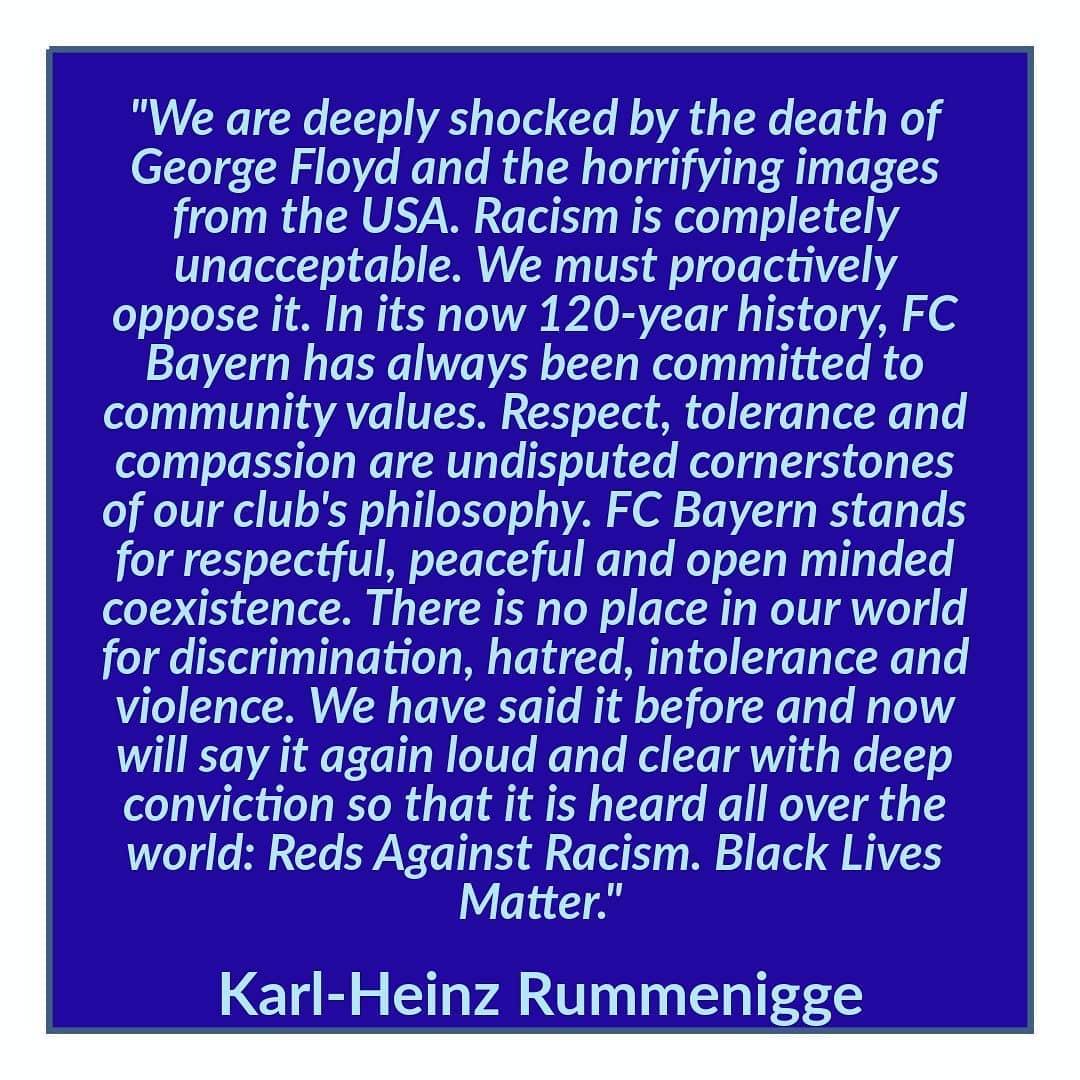 "We are deeply shocked by the death of
George Floyd and the horrifying images
from the USA. Racism is completely
unacceptable. We must proactively
oppose it. In its now 120-year history, FC
Bayern has always been committed to
community values. Respect, tolerance and
compassion are undisputed cornerstones
of our club's philosophy. FC Bayern stands
for respectful, peaceful and open minded
coexistence. There is no place in our world
for discrimination, hatred, intolerance and
violence. We have said it before and now
will say it again loud and clear with deep
conviction so that it is heard all over the
world: Reds Against Racism. Black Lives
Matter."
Karl-Heinz Rummenigge